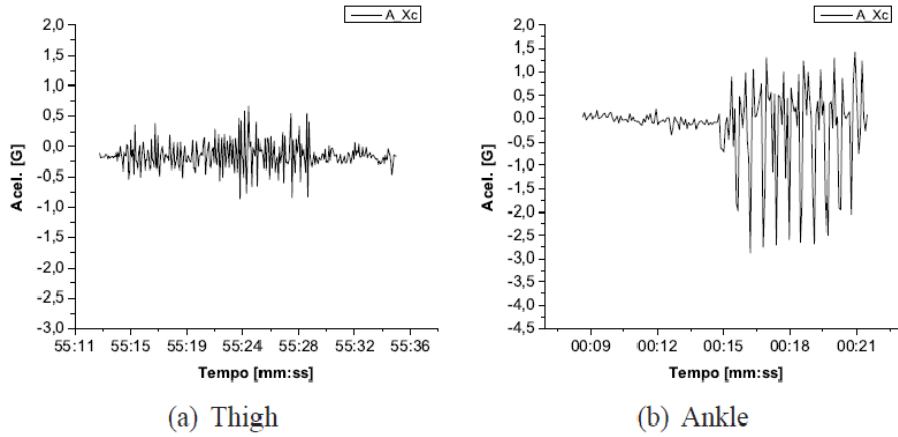 A_Xc
2,0
1,5
1,0
0,5
0,0
-0,5
-1,0
-1,5
-2,0
-2,5
-3,0
Acel. [G]
55:11 55:15 55:19 55:24 55:28 55:32 55:36
Tempo [mm:ss]
(a) Thigh
A_Xc
2,0
1,5
1,0
0,5
0,0
-0,5
-1,0
-1,5
-2,0
-2,5
-3,0
-3,5
-4,0
-4,5
Acel. [G]
00:09 00:12 00:15 00:18 00:21
Tempo [mm:ss]
(b) Ankle